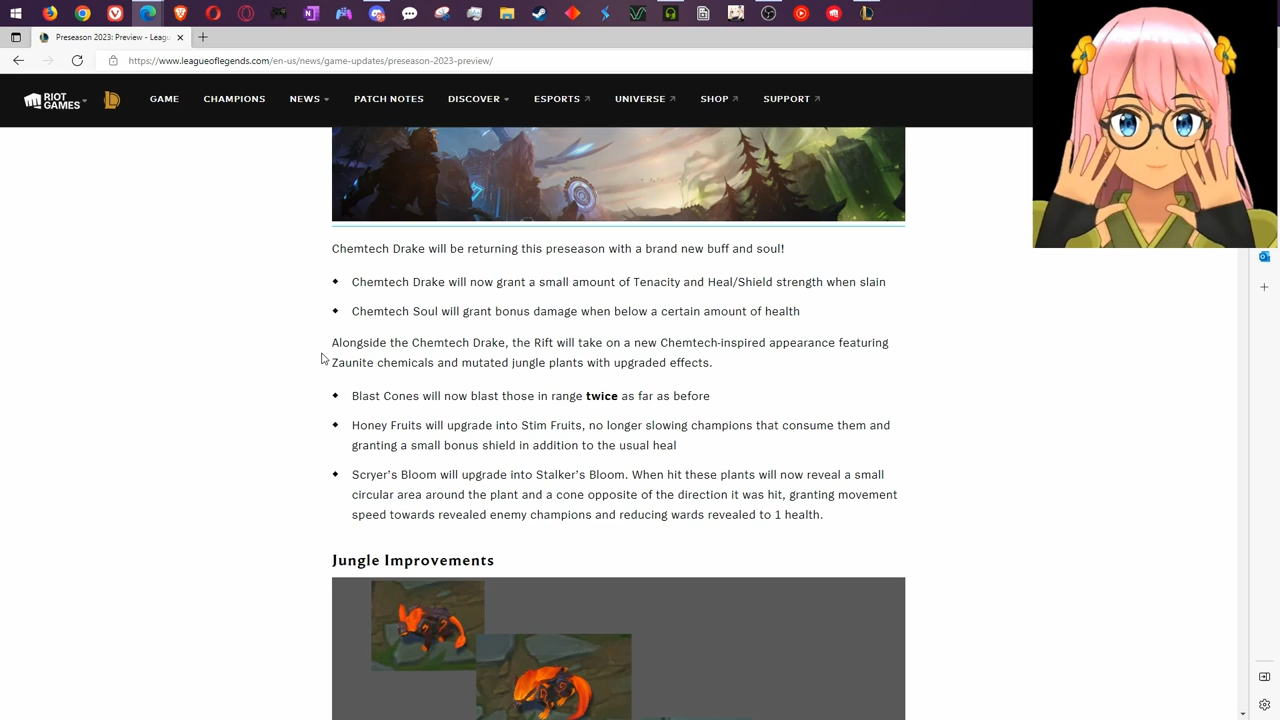 Preseason 2023: Preview - Leagu
https://www.leagueoflegends.com/en-us/news/game-updates/preseason-2023-preview/
RIOT
GAMES
GAME
CHAMPIONS
NEWS
PATCH NOTES
DISCOVER
ESPORTS
UNIVERSE
SHOP
SUPPORT
Chemtech Drake will be returning this preseason with a brand new buff and soul!
Chemtech Drake will now grant a small amount of Tenacity and Heal/Shield strength when slain
Chemtech Soul will grant bonus damage when below a certain amount of health
Alongside the Chemtech Drake, the Rift will take on a new Chemtech-inspired appearance featuring
Zaunite chemicals and mutated jungle plants with upgraded effects.
Blast Cones will now blast those in range twice as far as before
Honey Fruits will upgrade into Stim Fruits, no longer slowing champions that consume them and
granting a small bonus shield in addition to the usual heal
Scryer's Bloom will upgrade into Stalker's Bloom. When hit these plants will now reveal a small
circular area around the plant and a cone opposite of the direction it was hit, granting movement
speed towards revealed enemy champions and reducing wards revealed to 1 health.
Jungle Improvements